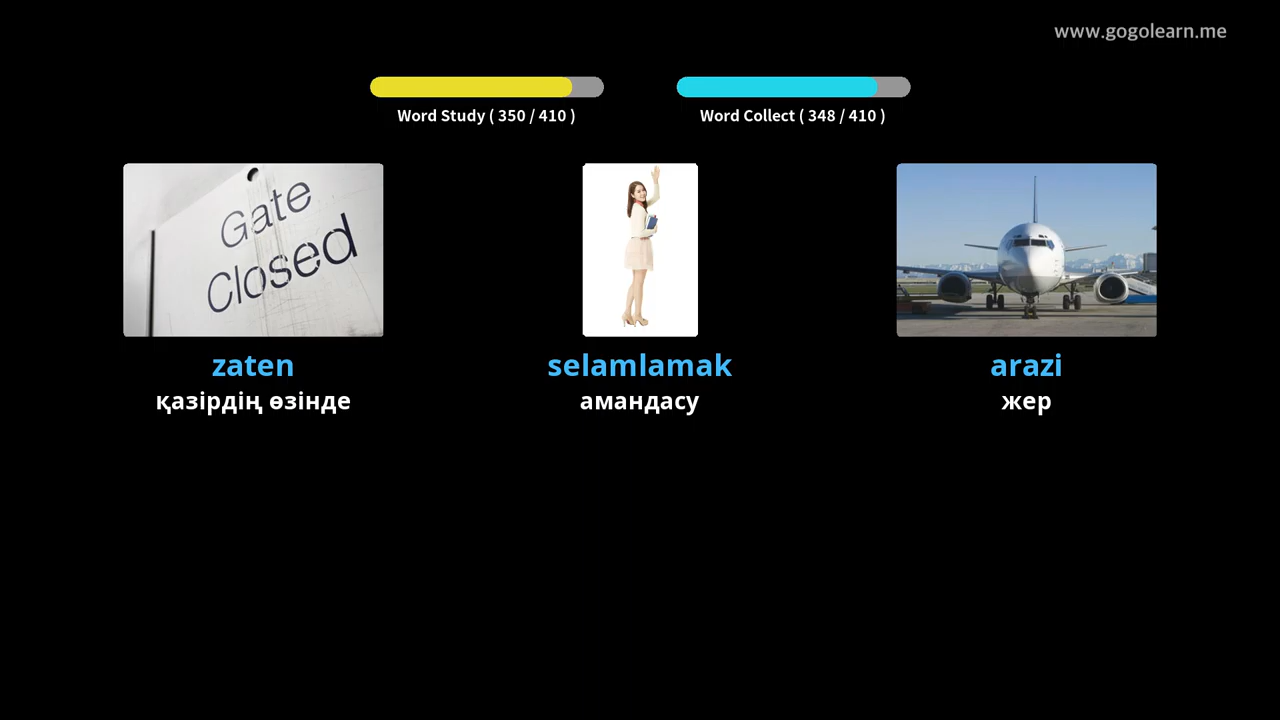 www.gogolearn.me
Word Study ( 350 / 410 )
Word Collect ( 348 / 410 )
Gate
Closed
zaten
selamlamak
arazi
қазірдің өзінде
амандасу
жер